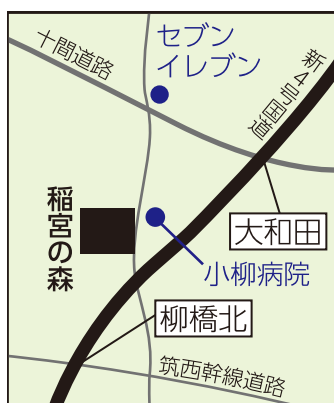 セブン
イレブン
十間道路
新4号国道
稲宮の森
大和田
小柳病院
柳橋北
筑西幹線道路